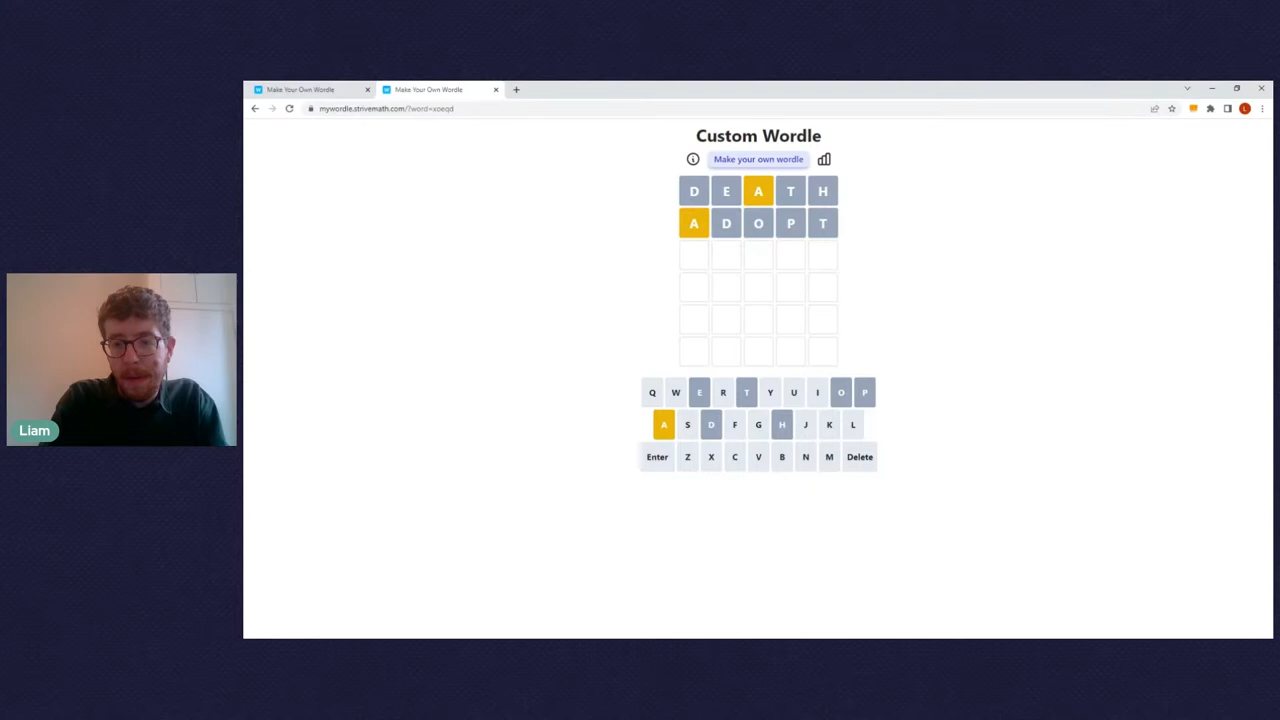 Make Your Own Wordle
Make Your Own Wordle
mywordle.strivemath.com/?word=xoeqd
L
Custom Wordle
Make your own wordle
D E A T H
A D O P T
Q W E R T Y U I O P
A S D F G H J K L
Enter Z X C V B N M Delete
Liam